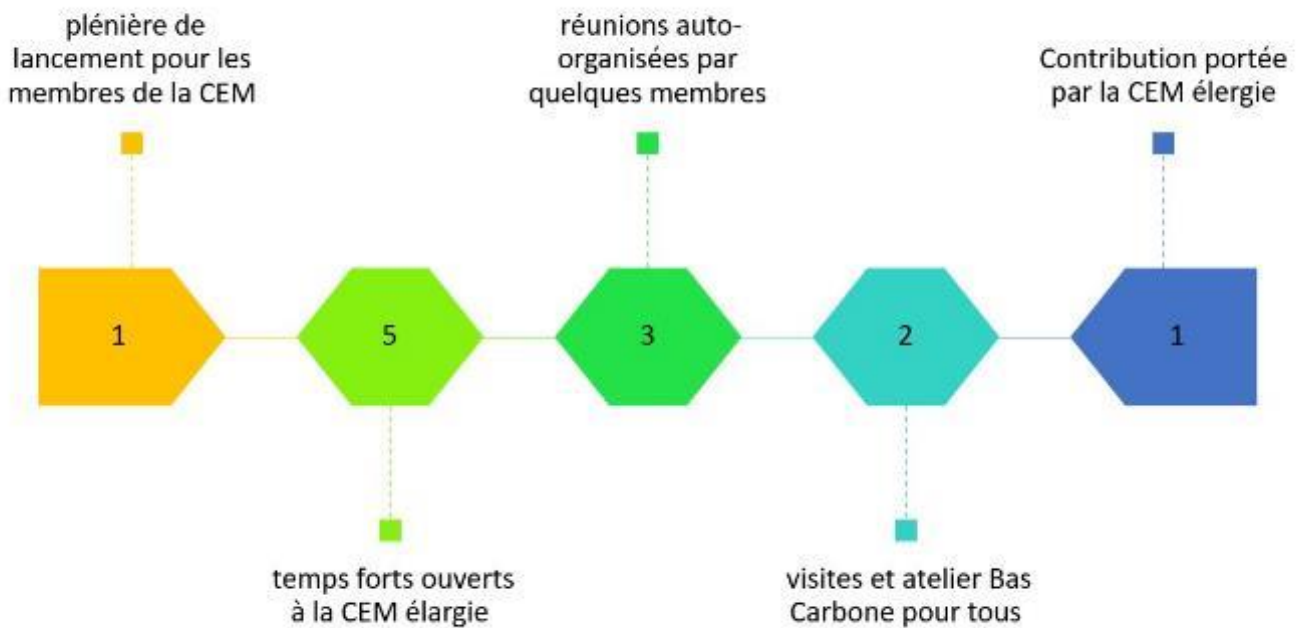 plénière de
lancement pour les
membres de la CEM
réunions auto-
organisées par
quelques membres
Contribution portée
par la CEM élergie
1
5
3
2
1
temps forts ouverts
à la CEM élargie
visites et atelier Bas
Carbone pour tous